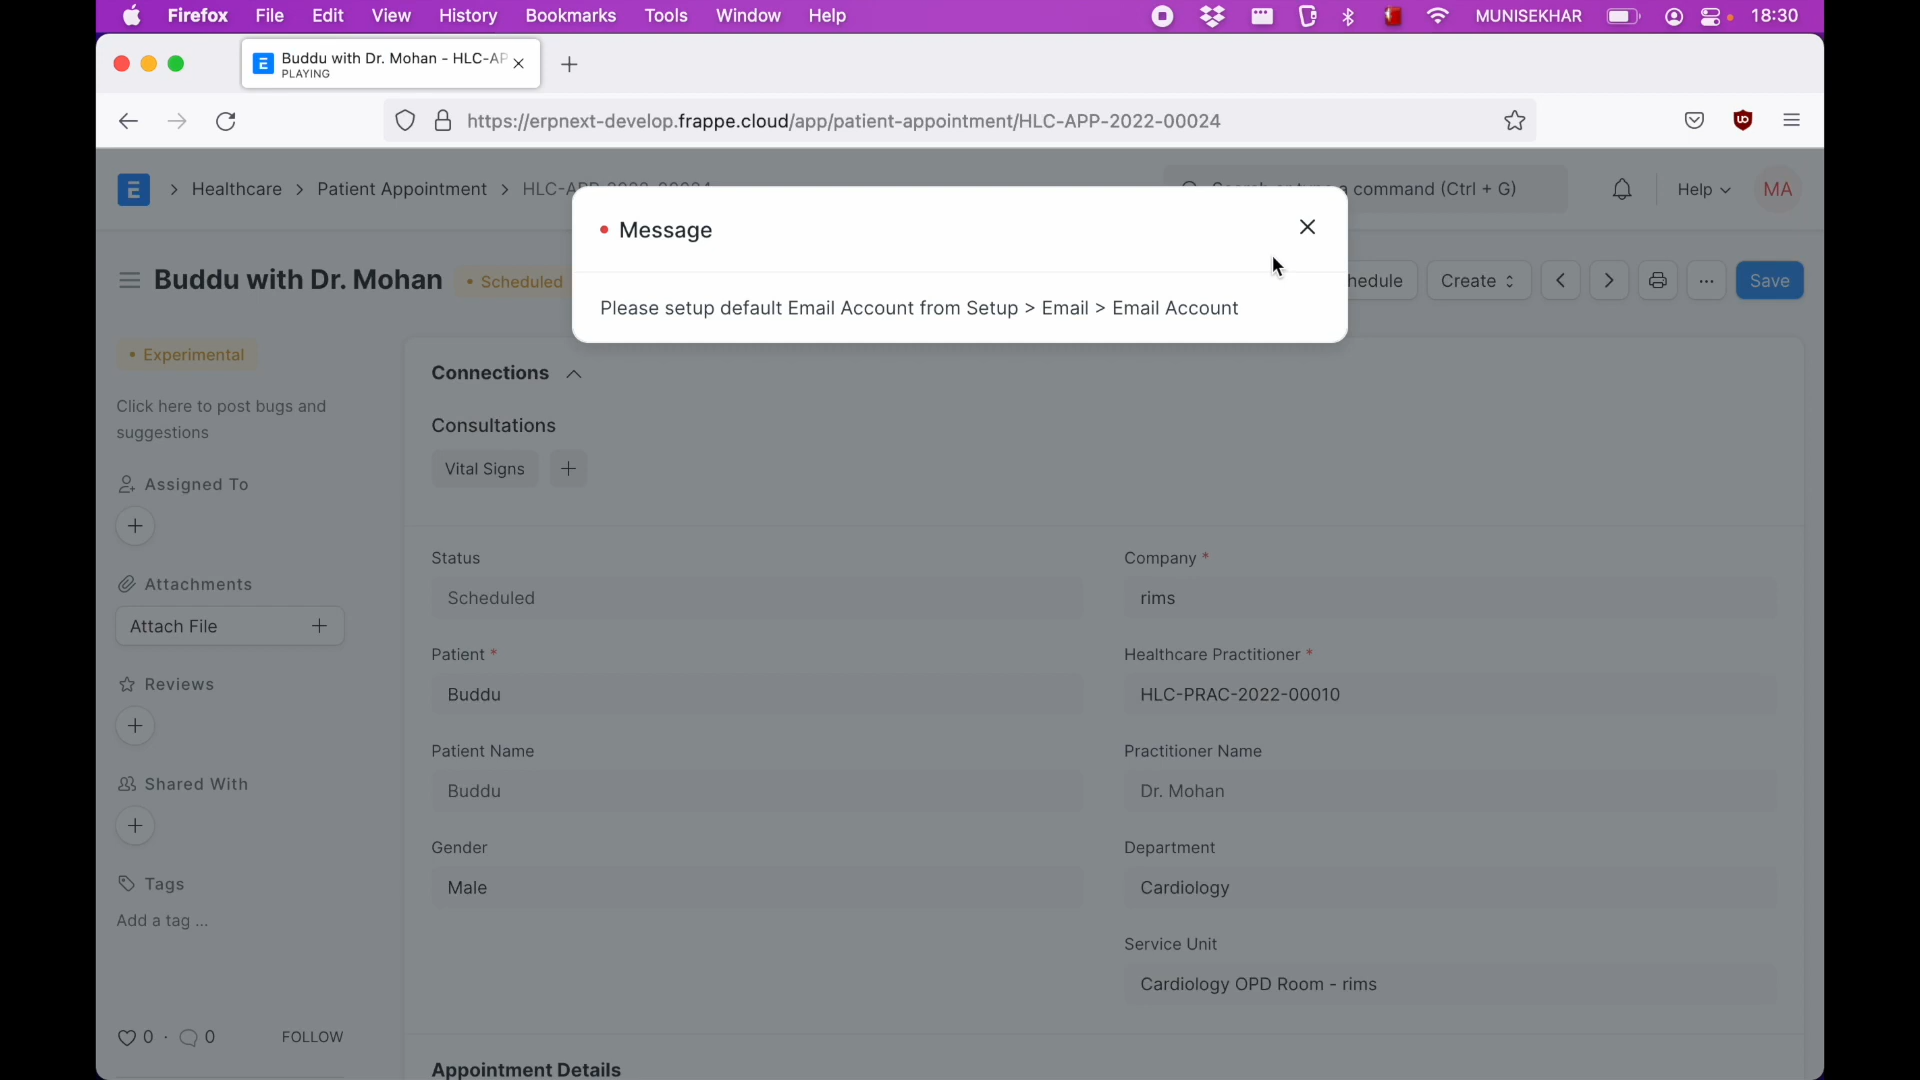 Firefox File Edit View History Bookmarks Tools Window Help MUNISEKHAR 18:30
Buddu with Dr. Mohan - HLC-AP
PLAYING
https://erpnext-develop.frappe.cloud/app/patient-appointment/HLC-APP-2022-00024
E Healthcare Patient Appointment command (Ctrl + G) Help MA
Message
Buddu with Dr. Mohan Scheduled hedule Create Save
Please setup default Email Account from Setup > Email > Email Account
Experimental
Connections
Click here to post bugs and
suggestions
Consultations
Vital Signs
Assigned To
Status Company *
Attachments
Scheduled rims
Attach File
Patient * Healthcare Practitioner *
Reviews
Buddu HLC-PRAC-2022-00010
Patient Name Practitioner Name
Shared With
Buddu Dr. Mohan
Gender Department
Tags
Male Cardiology
Add a tag ...
Service Unit
Cardiology OPD Room - rims
0 · 0 FOLLOW
Appointment Details